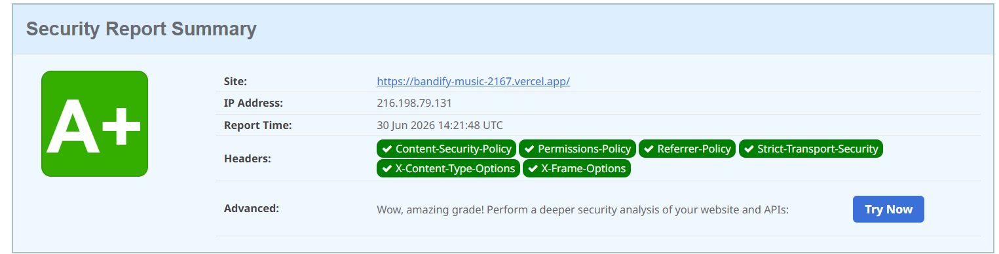 Security Report Summary
A+
Site: https://bandify-music-2167.vercel.app/
IP Address: 216.198.79.131
Report Time: 30 Jun 2026 14:21:48 UTC
Headers: Content-Security-Policy Permissions-Policy Referrer-Policy Strict-Transport-Security
X-Content-Type-Options X-Frame-Options
Advanced: Wow, amazing grade! Perform a deeper security analysis of your website and APIs: Try Now